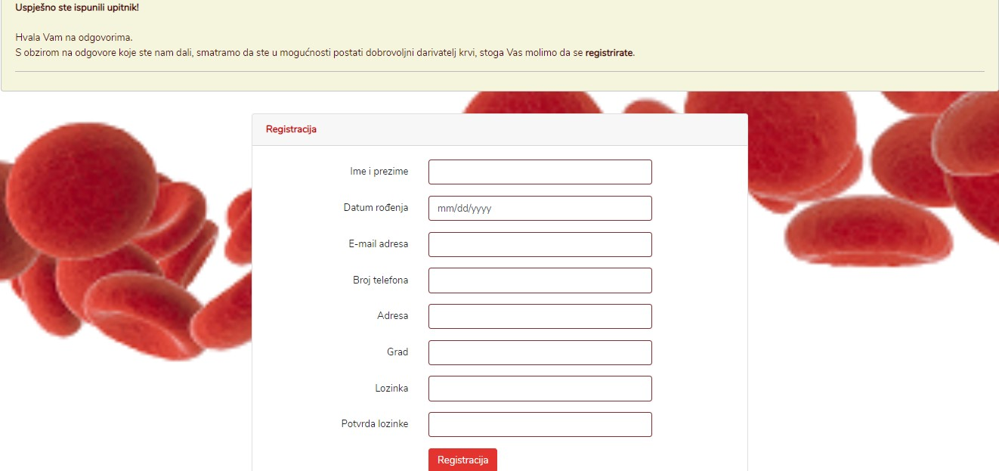 Uspješno ste ispunili upitnik!
Hvala Vam na odgovorima.
S obzirom na odgovore koje ste nam dali, smatramo da ste u mogućnosti postati dobrovoljni darivatelj krvi, stoga Vas molimo da se registrirate.
Registracija
Ime i prezime
Datum rođenja mm/dd/yyyy
E-mail adresa
Broj telefona
Adresa
Grad
Lozinka
Potvrda lozinke
Registracija